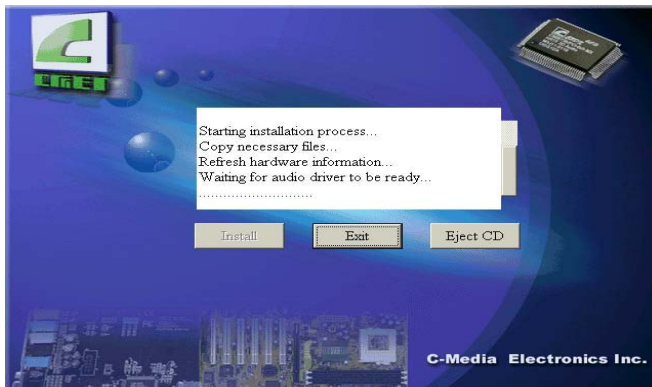 CMEI
Starting installation process...
Copy necessary files...
Refresh hardware information...
Waiting for audio driver to be ready...
............................
Install
Exit
Eject CD
C-Media Electronics Inc.